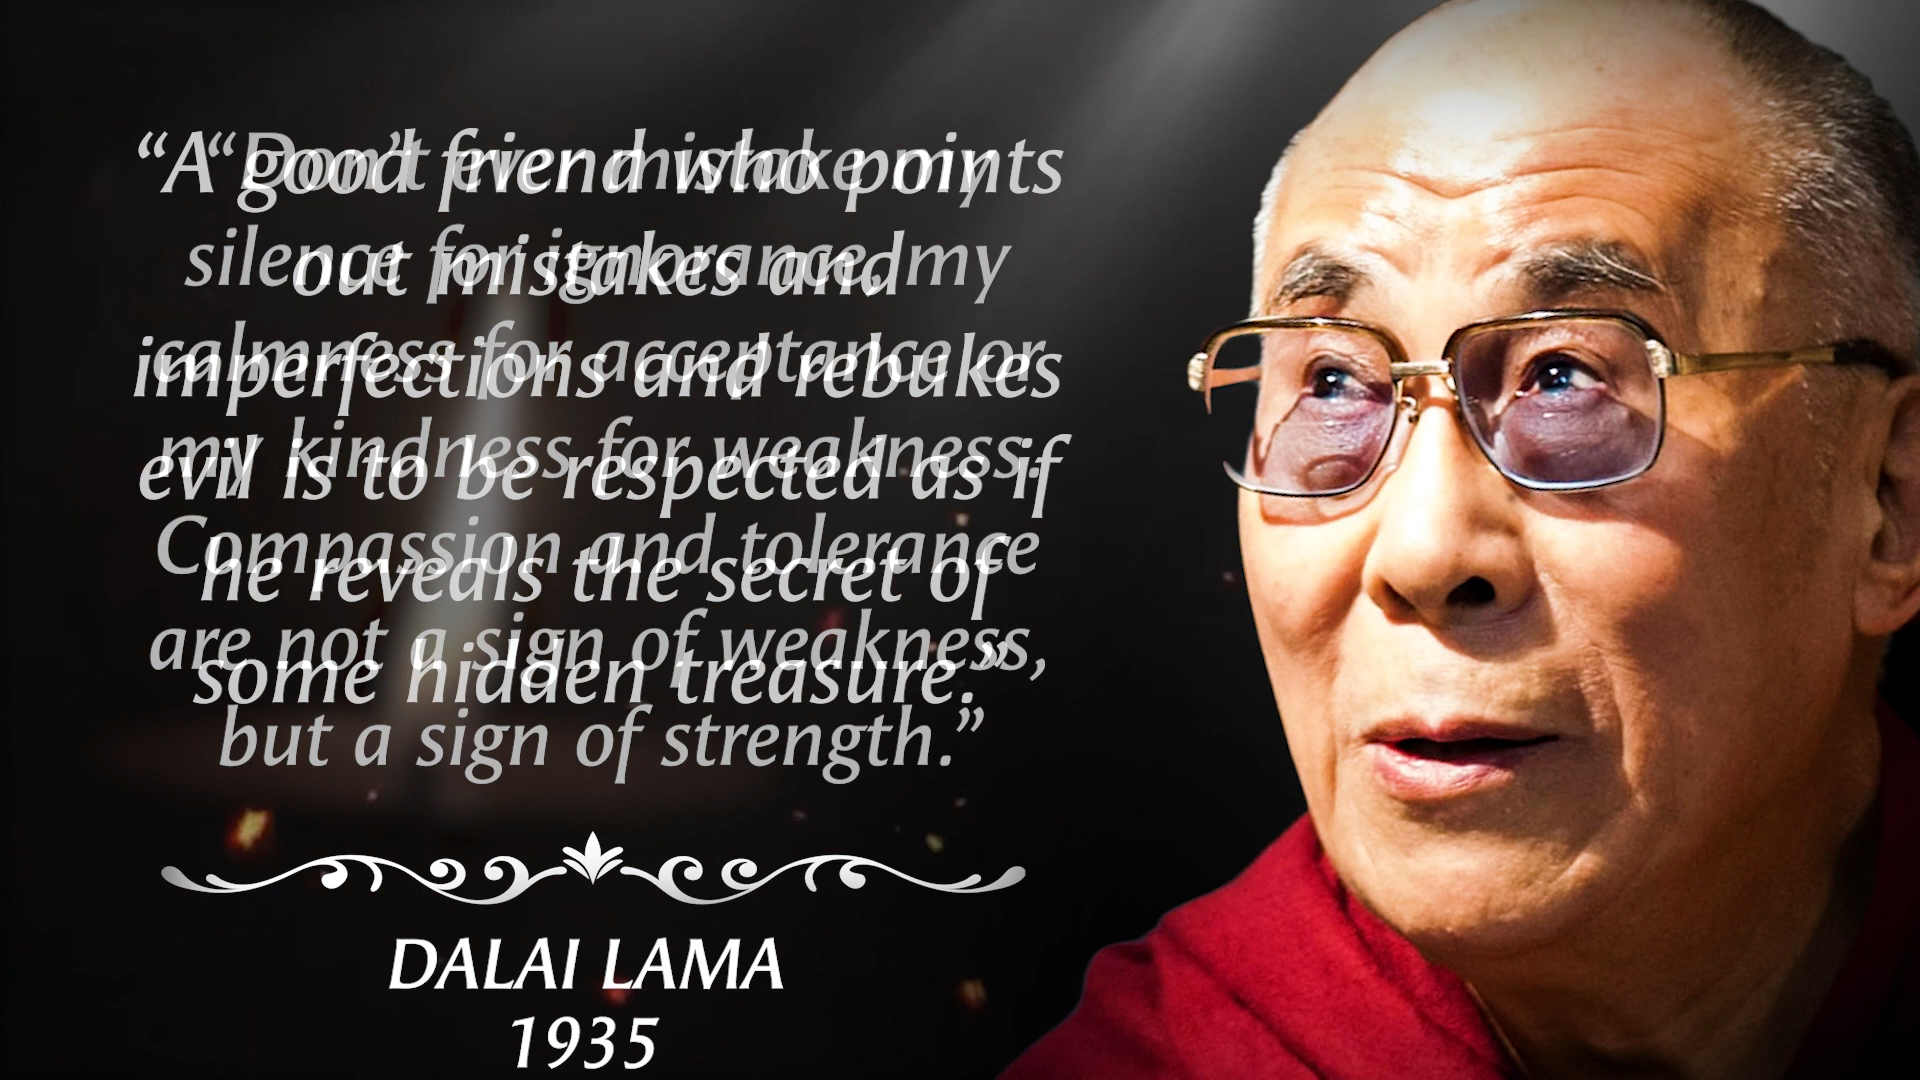 “A good friend who points
out mistakes and
imperfections and rebukes
evil is to be respected as if
he reveals the secret of
some hidden treasure.”
“Don’t ever mistake my
silence for ignorance, my
calmness for acceptance or
my kindness for weakness.
Compassion and tolerance
are not a sign of weakness,
but a sign of strength.”
DALAI LAMA
1935